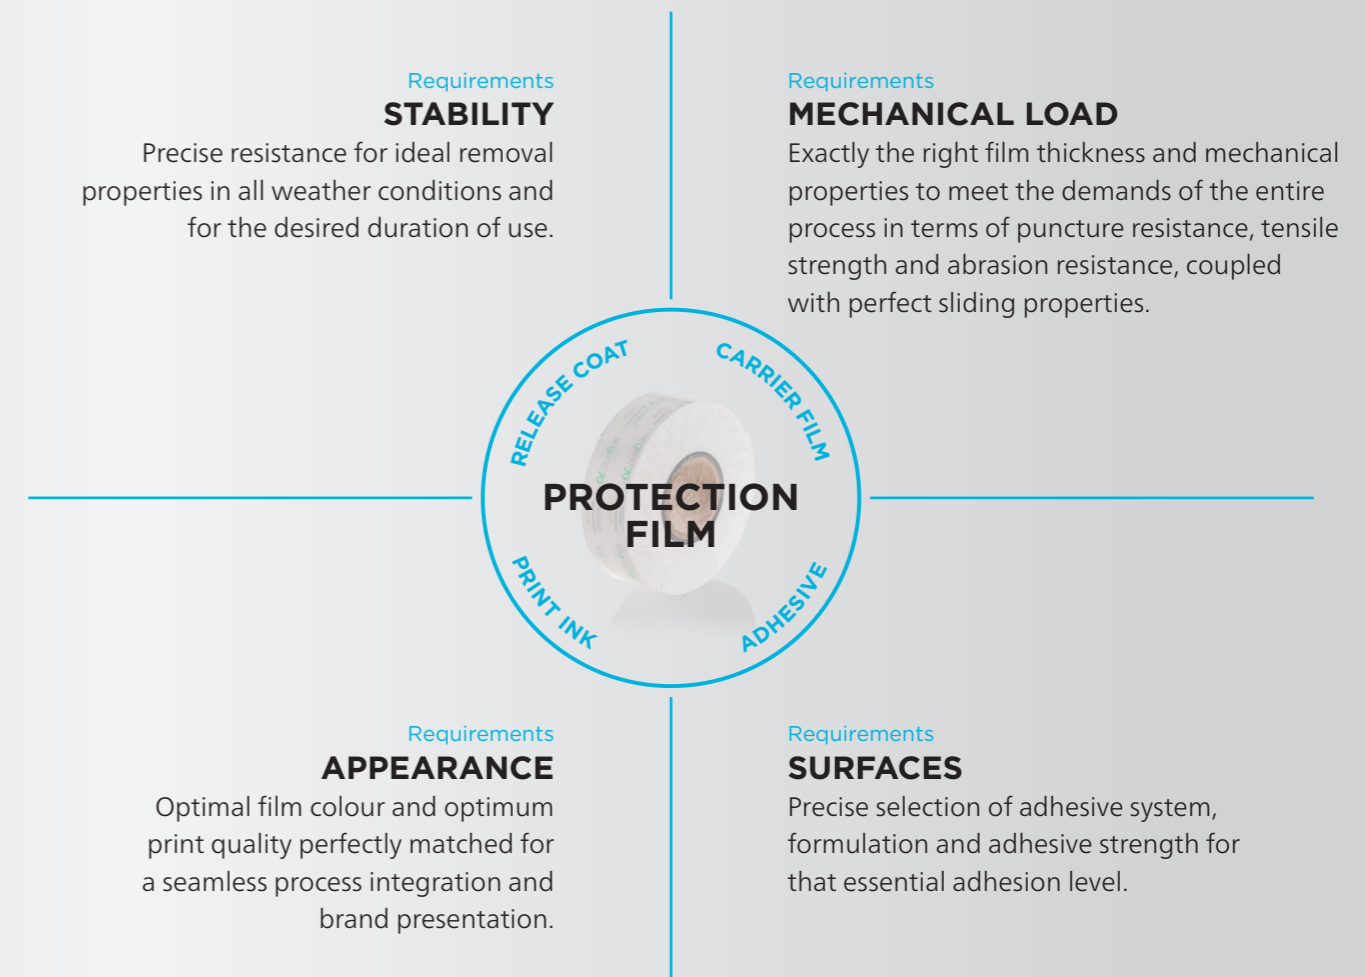 Requirements
STABILITY
Precise resistance for ideal removal
properties in all weather conditions and
for the desired duration of use.
Requirements
MECHANICAL LOAD
Exactly the right film thickness and mechanical
properties to meet the demands of the entire
process in terms of puncture resistance, tensile
strength and abrasion resistance, coupled
with perfect sliding properties.
RELEASE COAT
CARRIER FILM
PROTECTION
FILM
PRINT INK
ADHESIVE
Requirements
APPEARANCE
Optimal film colour and optimum
print quality perfectly matched for
a seamless process integration and
brand presentation.
Requirements
SURFACES
Precise selection of adhesive system,
formulation and adhesive strength for
that essential adhesion level.